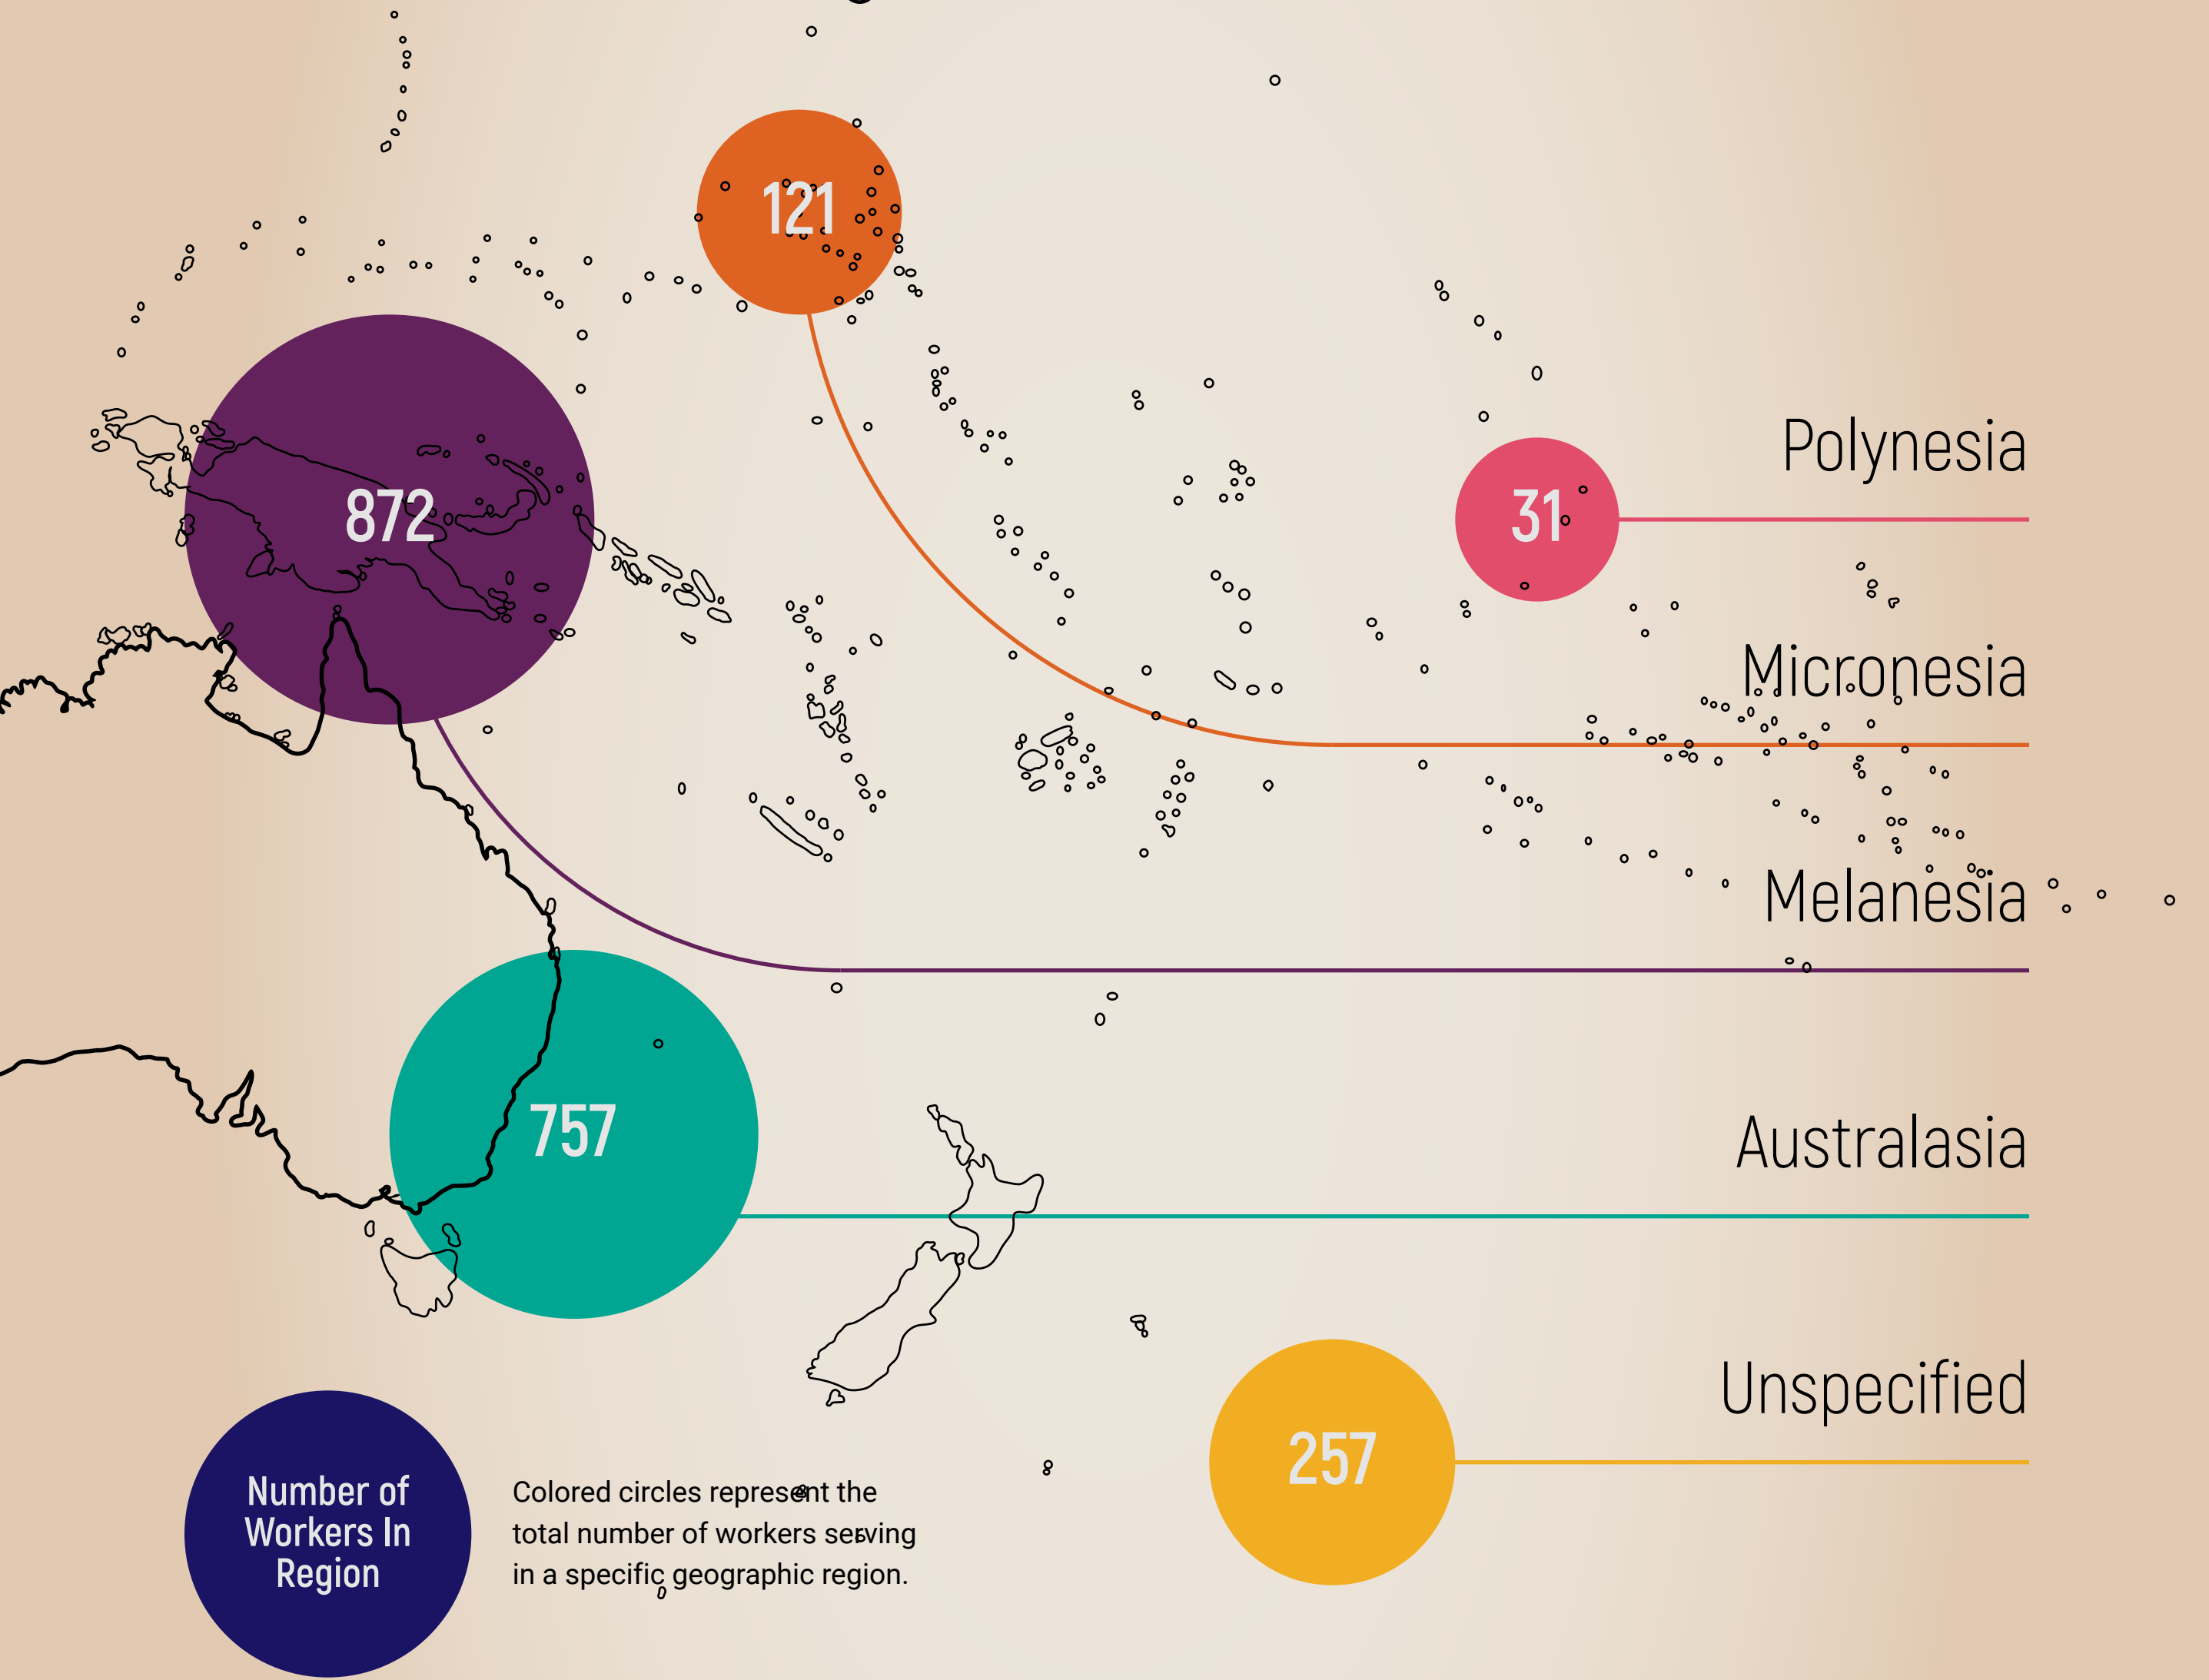 121
872
31
Polynesia
Micronesia
Melanesia
757
Australasia
257
Unspecified
Number of
Workers In
Region
Colored circles represent the
total number of workers serving
in a specific geographic region.